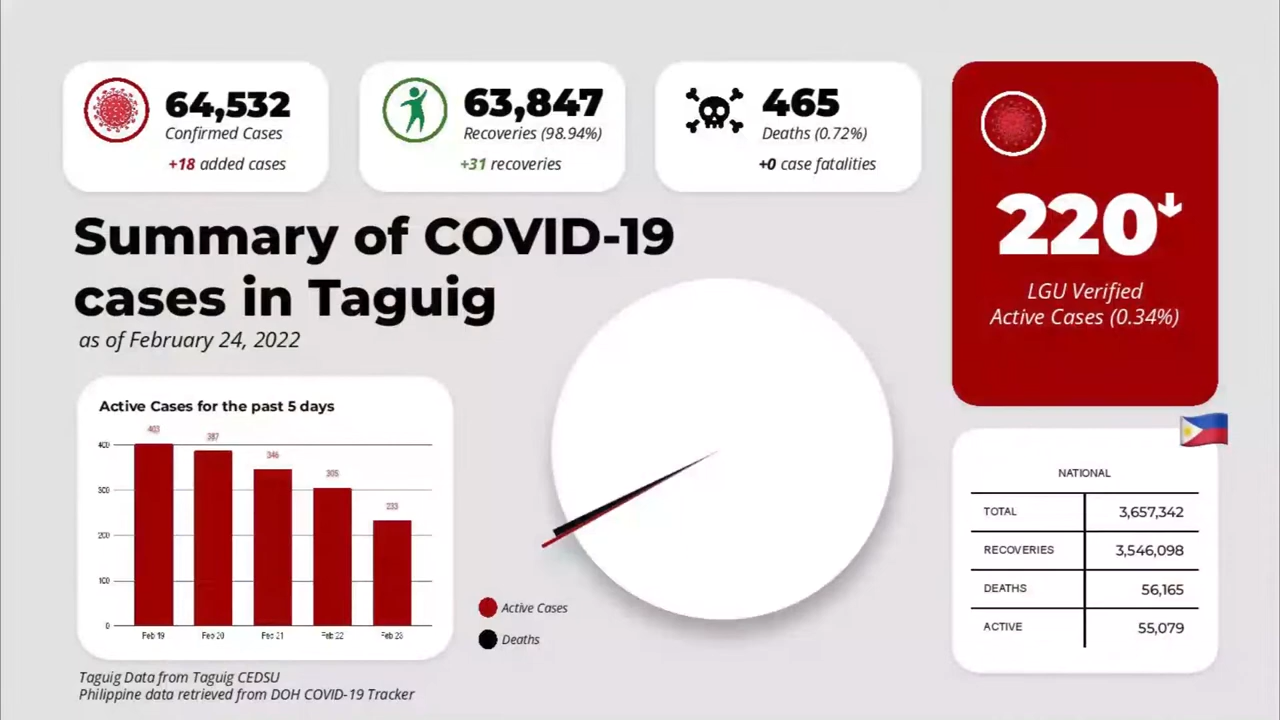 64,532
Confirmed Cases
+18 added cases
63,847
Recoveries (98.94%)
+31 recoveries
465
Deaths (0.72%)
+0 case fatalities
220
LGU Verified
Active Cases (0.34%)
Summary of COVID-19
cases in Taguig
as of February 24, 2022
Active Cases for the past 5 days
403
387
346
305
233
400
300
200
100
0
Feb 19
Feb 20
Feb 21
Feb 22
Feb 23
Active Cases
Deaths
NATIONAL
TOTAL 3,657,342
RECOVERIES 3,546,098
DEATHS 56,165
ACTIVE 55,079
Taguig Data from Taguig CEDSU
Philippine data retrieved from DOH COVID-19 Tracker